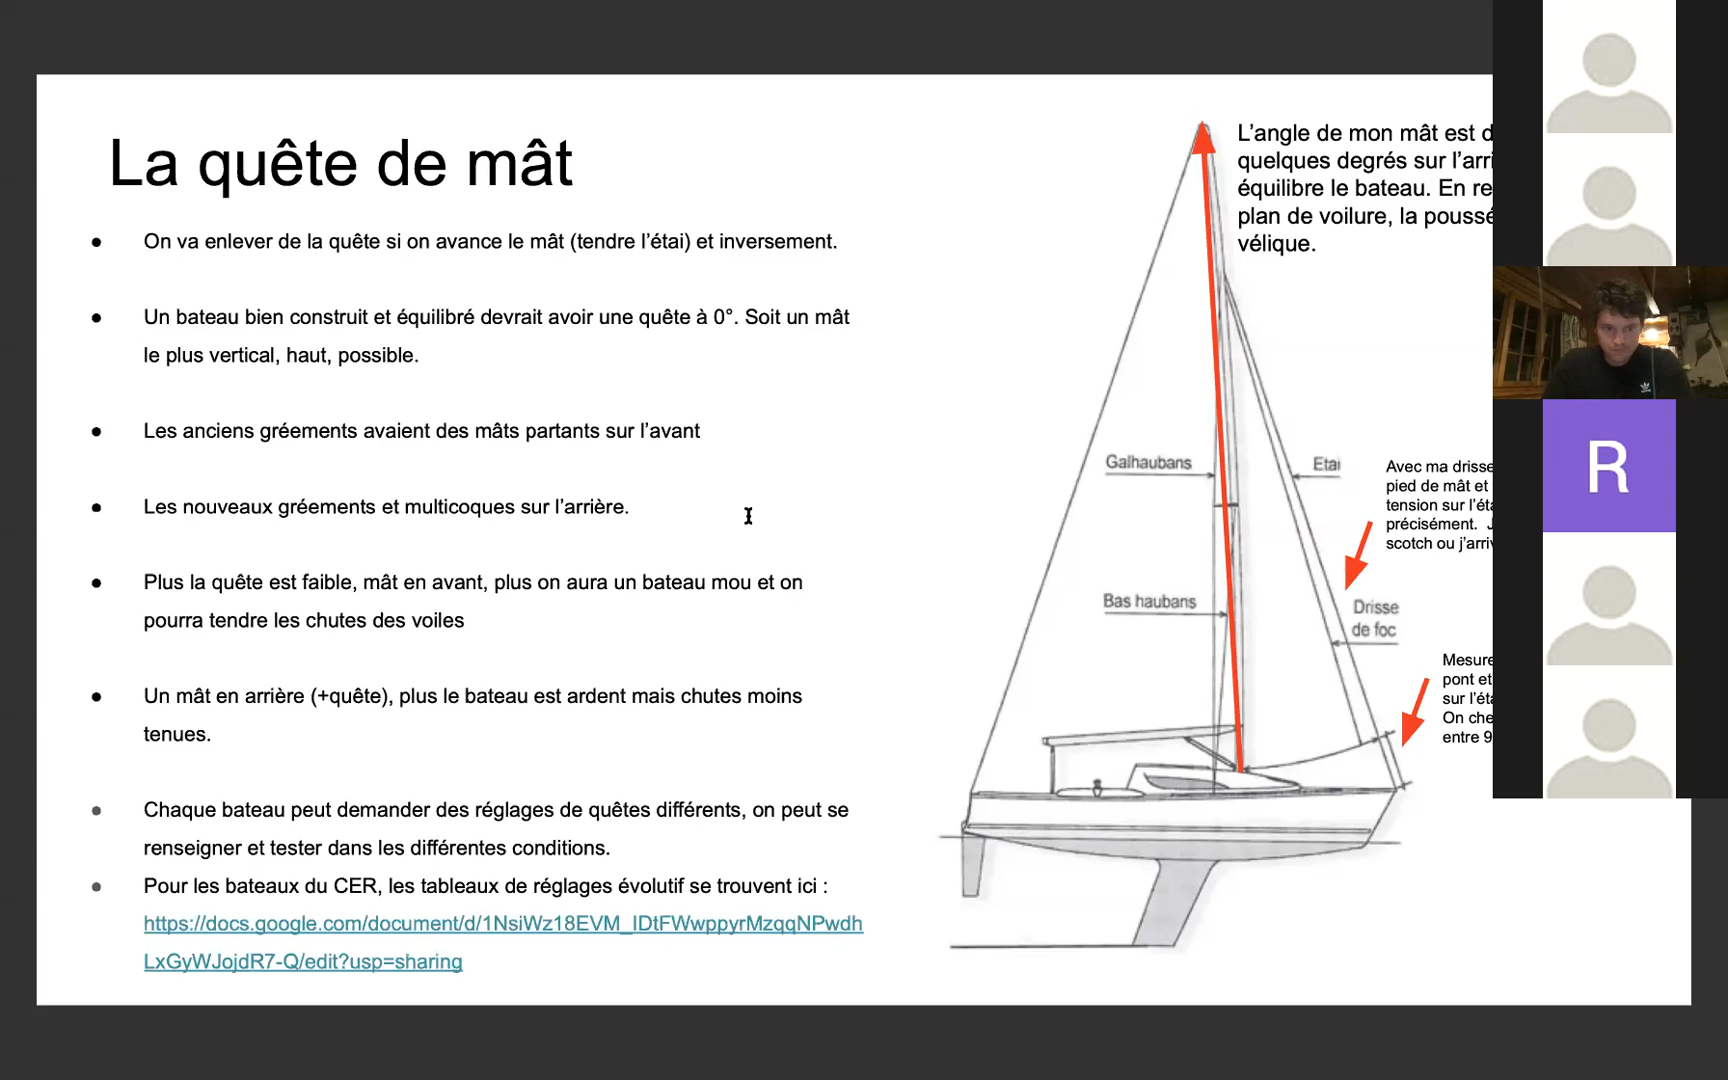 La quête de mât
● On va enlever de la quête si on avance le mât (tendre l’étai) et inversement.
● Un bateau bien construit et équilibré devrait avoir une quête à 0°. Soit un mât
le plus vertical, haut, possible.
● Les anciens gréements avaient des mâts partants sur l’avant
● Les nouveaux gréements et multicoques sur l’arrière.
● Plus la quête est faible, mât en avant, plus on aura un bateau mou et on
pourra tendre les chutes des voiles
● Un mât en arrière (+quête), plus le bateau est ardent mais chutes moins
tenues.
● Chaque bateau peut demander des réglages de quêtes différents, on peut se
renseigner et tester dans les différentes conditions.
● Pour les bateaux du CER, les tableaux de réglages évolutif se trouvent ici :
https://docs.google.com/document/d/1NsiWz18EVM_IDtFWwppyrMzqqNPwdh
LxGyWJojdR7-Q/edit?usp=sharing
L’angle de mon mât est
quelques degrés sur
équilibre le bateau. En
plan de voilure, la
vélique.
Galhaubans
Etai
Avec ma drisse
pied de mât et
tension sur
précisément.
scotch ou
Bas haubans
Drisse
de foc
pont et
sur
On
entre
R